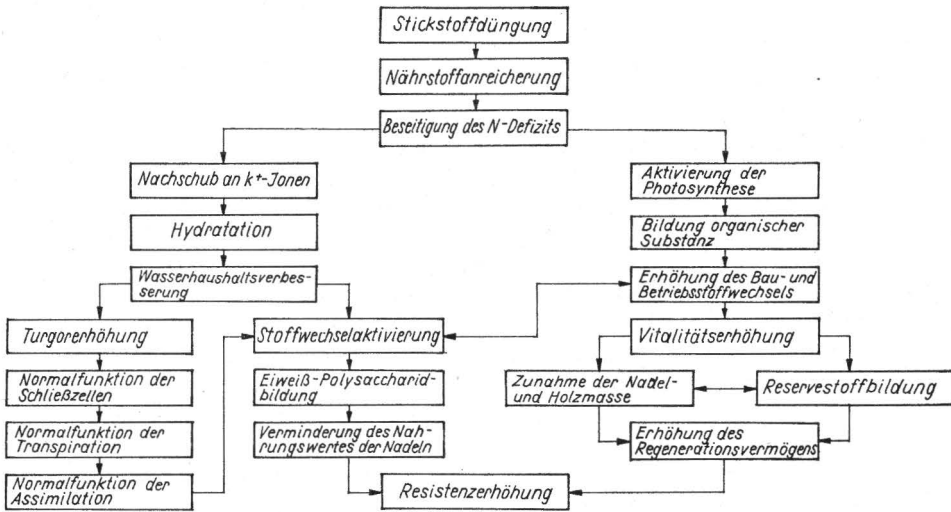 Stickstoffdüngung
Nährstoffanreicherung
Beseitigung des N-Defizits
Nachschub an k+-Jonen
Hydratation
Wasserhaushaltsverbes-
serung
Turgorerhöhung
Normalfunktion der
Schließzellen
Normalfunktion der
Transpiration
Normalfunktion der
Assimilation
Stoffwechselaktivierung
Eiweiß-Polysaccharid-
bildung
Verminderung des Nah-
rungswertes der Nadeln
Aktivierung der
Photosynthese
Bildung organischer
Substanz
Erhöhung des Bau- und
Betriebsstoffwechsels
Vitalitätserhöhung
Zunahme der Nadel-
und Holzmasse
Reservestoffbildung
Erhöhung des
Regenerationsvermögens
Resistenzerhöhung